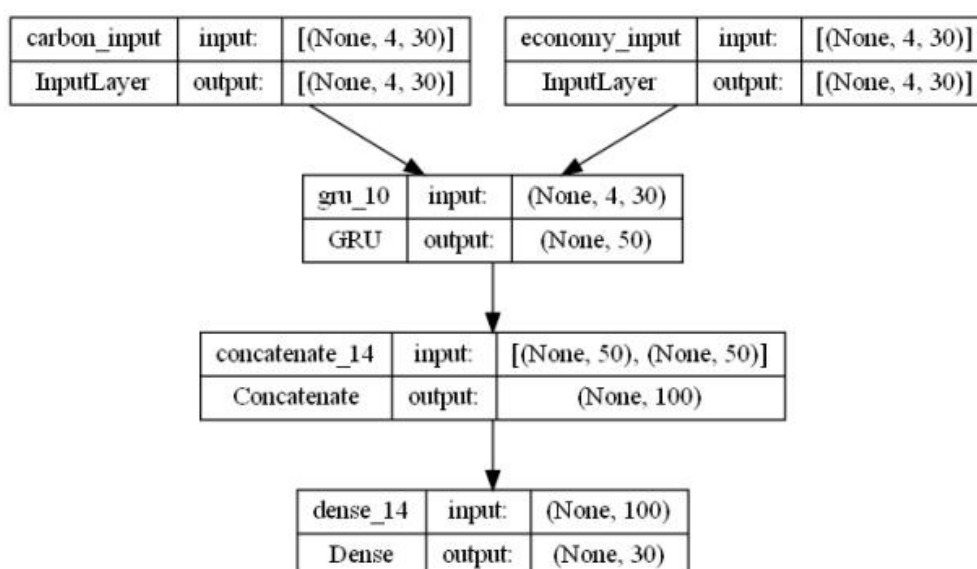 carbon_input input: [(None, 4, 30)]
InputLayer output: [(None, 4, 30)]
economy_input input: [(None, 4, 30)]
InputLayer output: [(None, 4, 30)]
gru_10 input: (None, 4, 30)
GRU output: (None, 50)
concatenate_14 input: [(None, 50), (None, 50)]
Concatenate output: (None, 100)
dense_14 input: (None, 100)
Dense output: (None, 30)